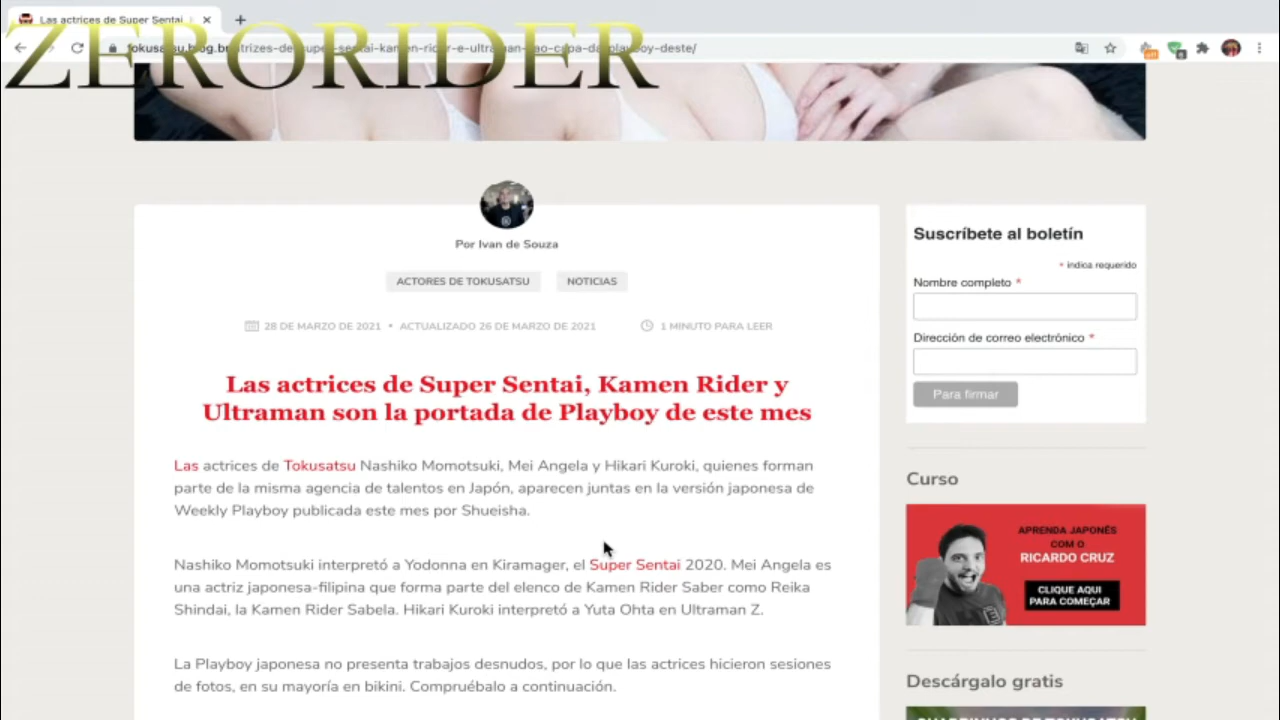 Las actrices de Super Sentai,
ZERORIDER
Suscríbete al boletín
* indica requerido
Nombre completo *
Dirección de correo electrónico *
Para firmar
Por Ivan de Souza
ACTORES DE TOKUSATSU
NOTICIAS
28 DE MARZO DE 2021 • ACTUALIZADO 26 DE MARZO DE 2021
1 MINUTO PARA LEER
Las actrices de Super Sentai, Kamen Rider y
Ultraman son la portada de Playboy de este mes
Las actrices de Tokusatsu Nashiko Momotsuki, Mei Angela y Hikari Kuroki, quienes forman
parte de la misma agencia de talentos en Japón, aparecen juntas en la versión japonesa de
Weekly Playboy publicada este mes por Shueisha.
Nashiko Momotsuki interpretó a Yodonna en Kiramager, el Super Sentai 2020. Mei Angela es
una actriz japonesa-filipina que forma parte del elenco de Kamen Rider Saber como Reika
Shindai, la Kamen Rider Sabela. Hikari Kuroki interpretó a Yuta Ohta en Ultraman Z.
La Playboy japonesa no presenta trabajos desnudos, por lo que las actrices hicieron sesiones
de fotos, en su mayoría en bikini. Compruébalo a continuación.
Curso
APRENDA JAPONÊS
COM O
RICARDO CRUZ
CLIQUE AQUI
PARA COMEÇAR
Descárgalo gratis